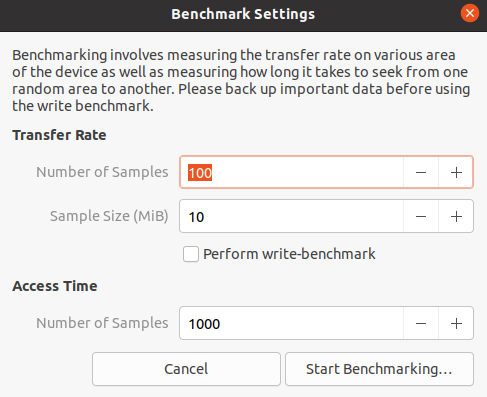 Benchmark Settings
Benchmarking involves measuring the transfer rate on various area
of the device as well as measuring how long it takes to seek from one
random area to another. Please back up important data before using
the write benchmark.
Transfer Rate
Number of Samples 100
Sample Size (MiB) 10
Perform write-benchmark
Access Time
Number of Samples 1000
Cancel Start Benchmarking…